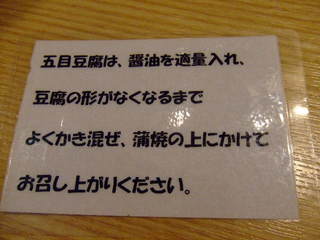 五目豆腐は、醤油を適量入れ、
豆腐の形がなくなるまで
よくかき混ぜ、蒲焼の上にかけて
お召し上がりください。